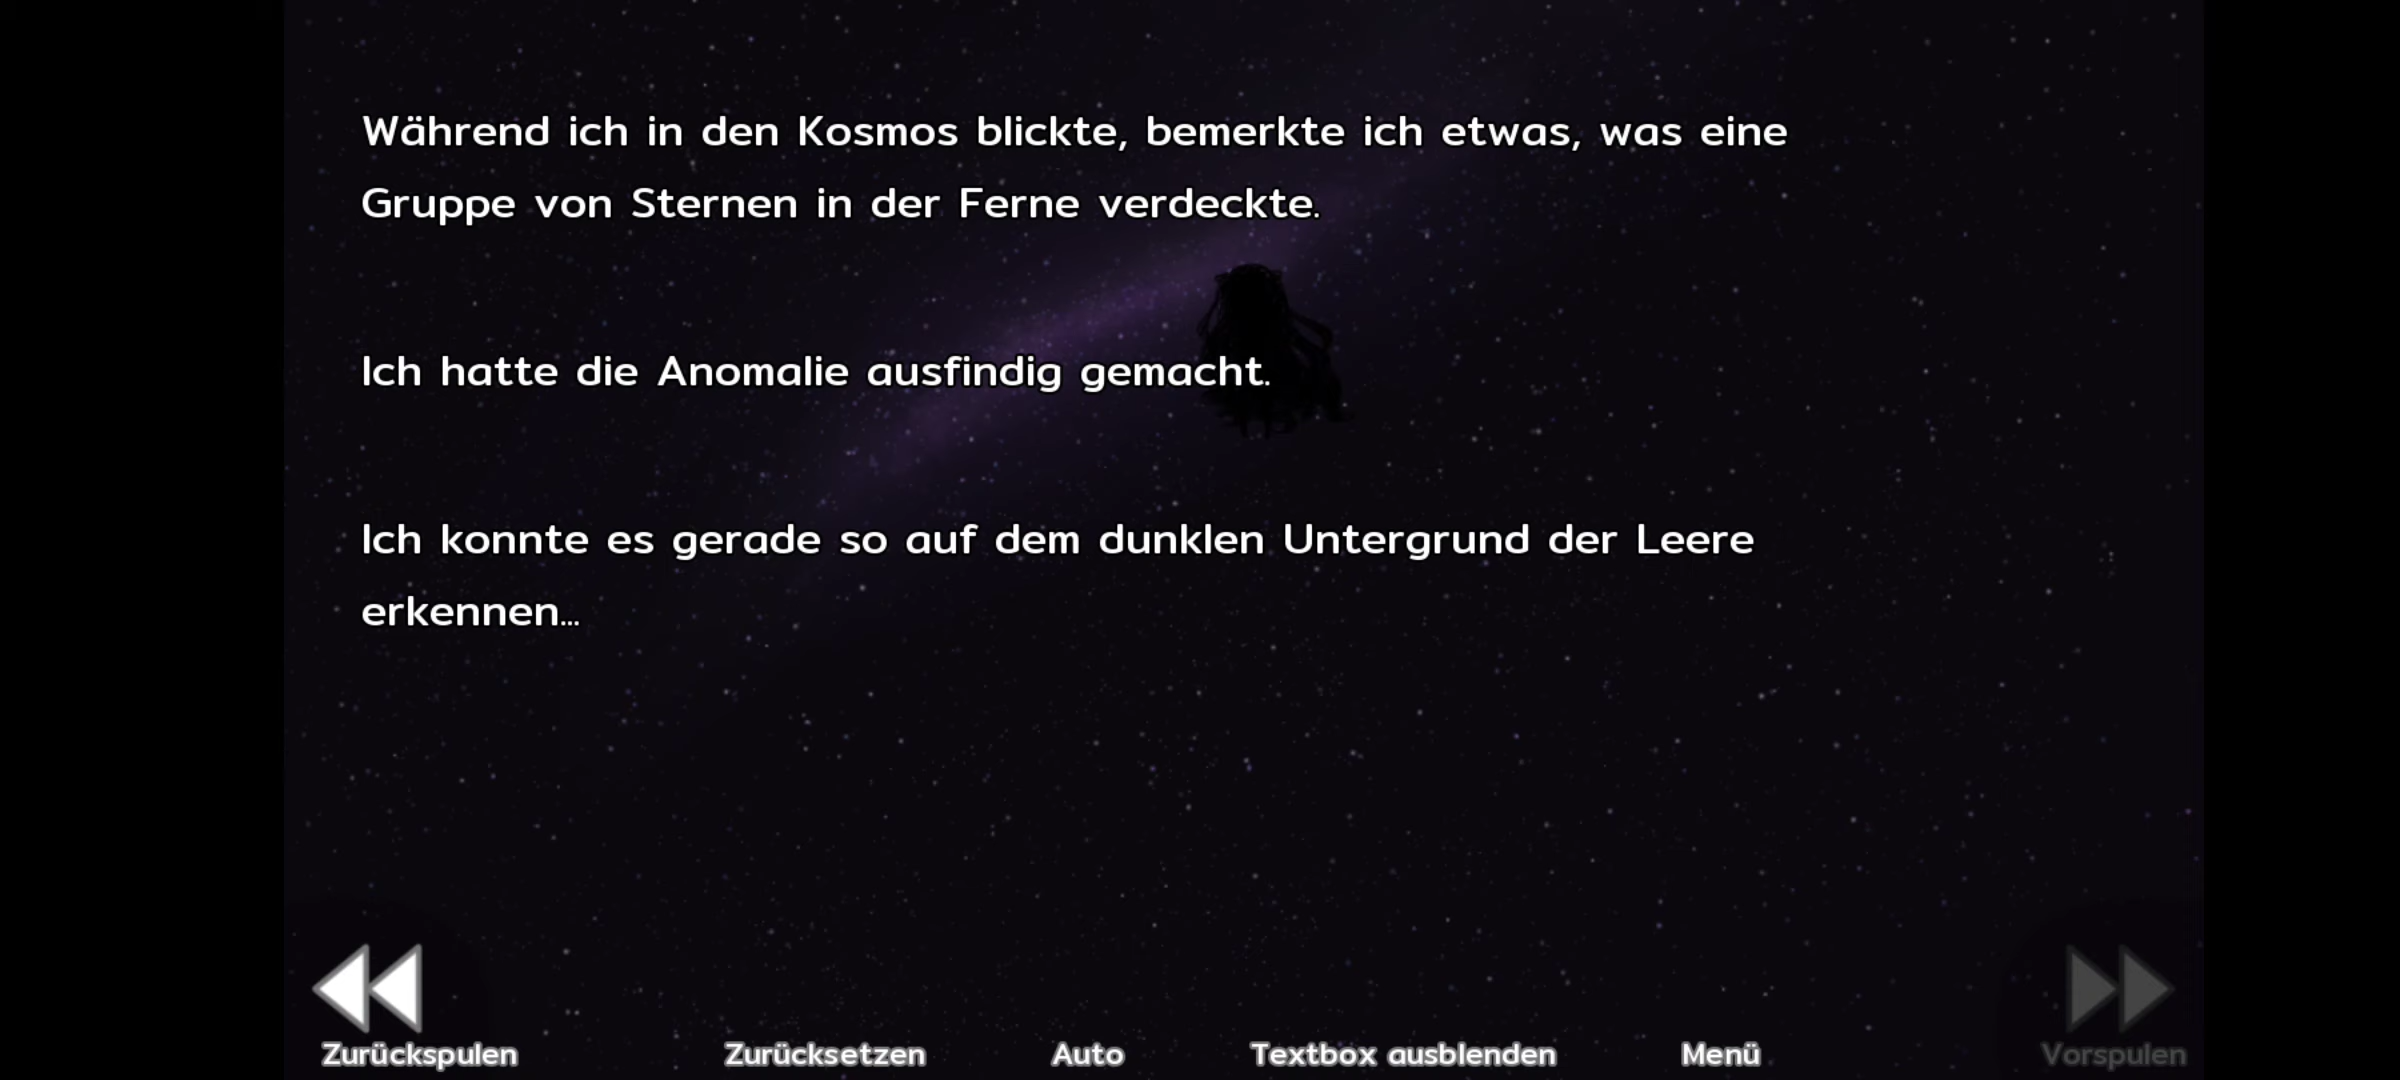 Während ich in den Kosmos blickte, bemerkte ich etwas, was eine
Gruppe von Sternen in der Ferne verdeckte.
Ich hatte die Anomalie ausfindig gemacht.
Ich konnte es gerade so auf dem dunklen Untergrund der Leere
erkennen...
Zurückspulen
Zurücksetzen
Auto
Textbox ausblenden
Menü
Vorspulen